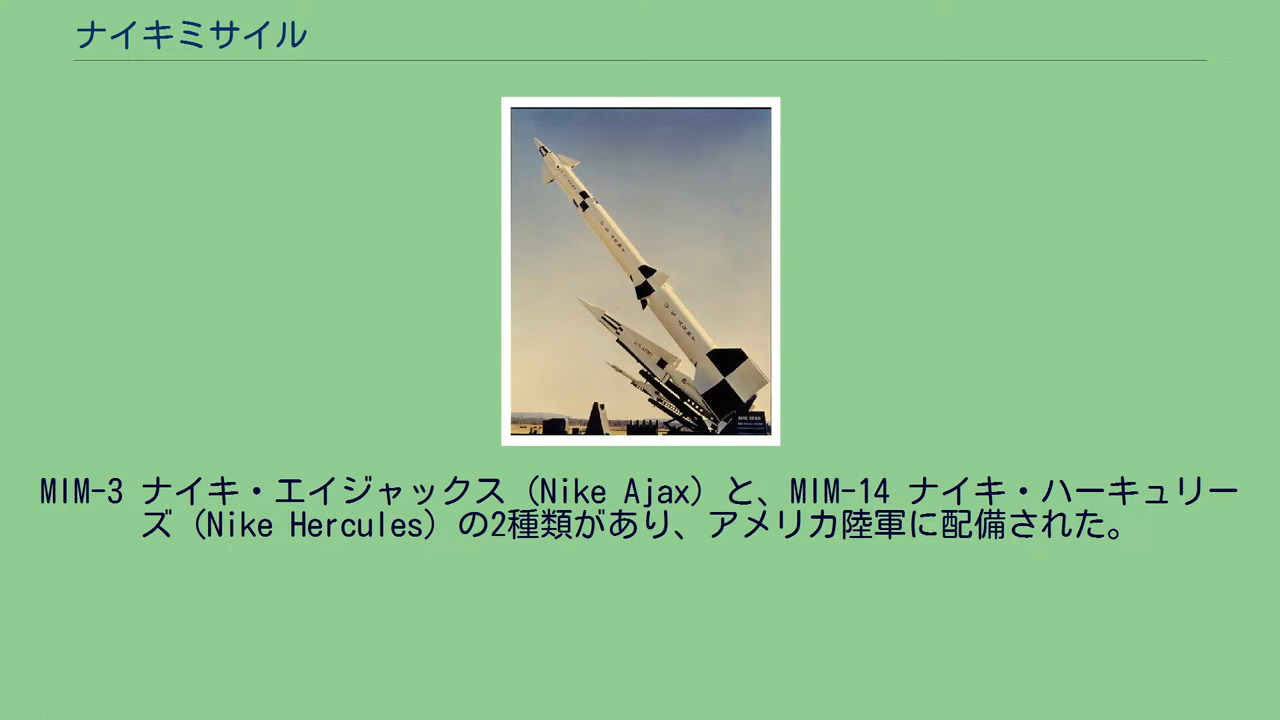 ナイキミサイル
U.S. ARMY
U.S. ARMY
MIM-3 ナイキ・エイジャックス（Nike Ajax）と、MIM-14 ナイキ・ハーキュリー
ズ（Nike Hercules）の2種類があり、アメリカ陸軍に配備された。